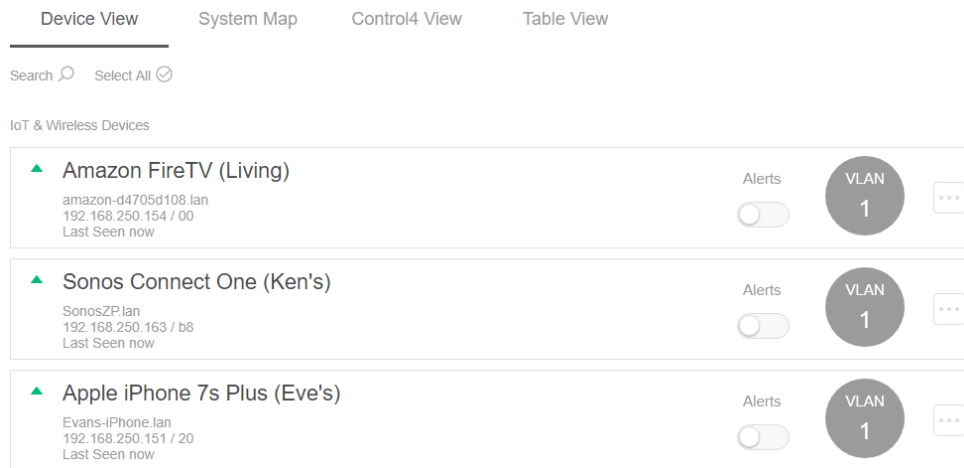 Device View System Map Control4 View Table View
Search Select All
IoT & Wireless Devices
Amazon FireTV (Living)
amazon-d4705d108.lan
192.168.250.154 / 00
Last Seen now
Alerts
VLAN
1
Sonos Connect One (Ken's)
SonosZP.lan
192.168.250.163 / b8
Last Seen now
Alerts
VLAN
1
Apple iPhone 7s Plus (Eve's)
Evans-iPhone.lan
192.168.250.151 / 20
Last Seen now
Alerts
VLAN
1